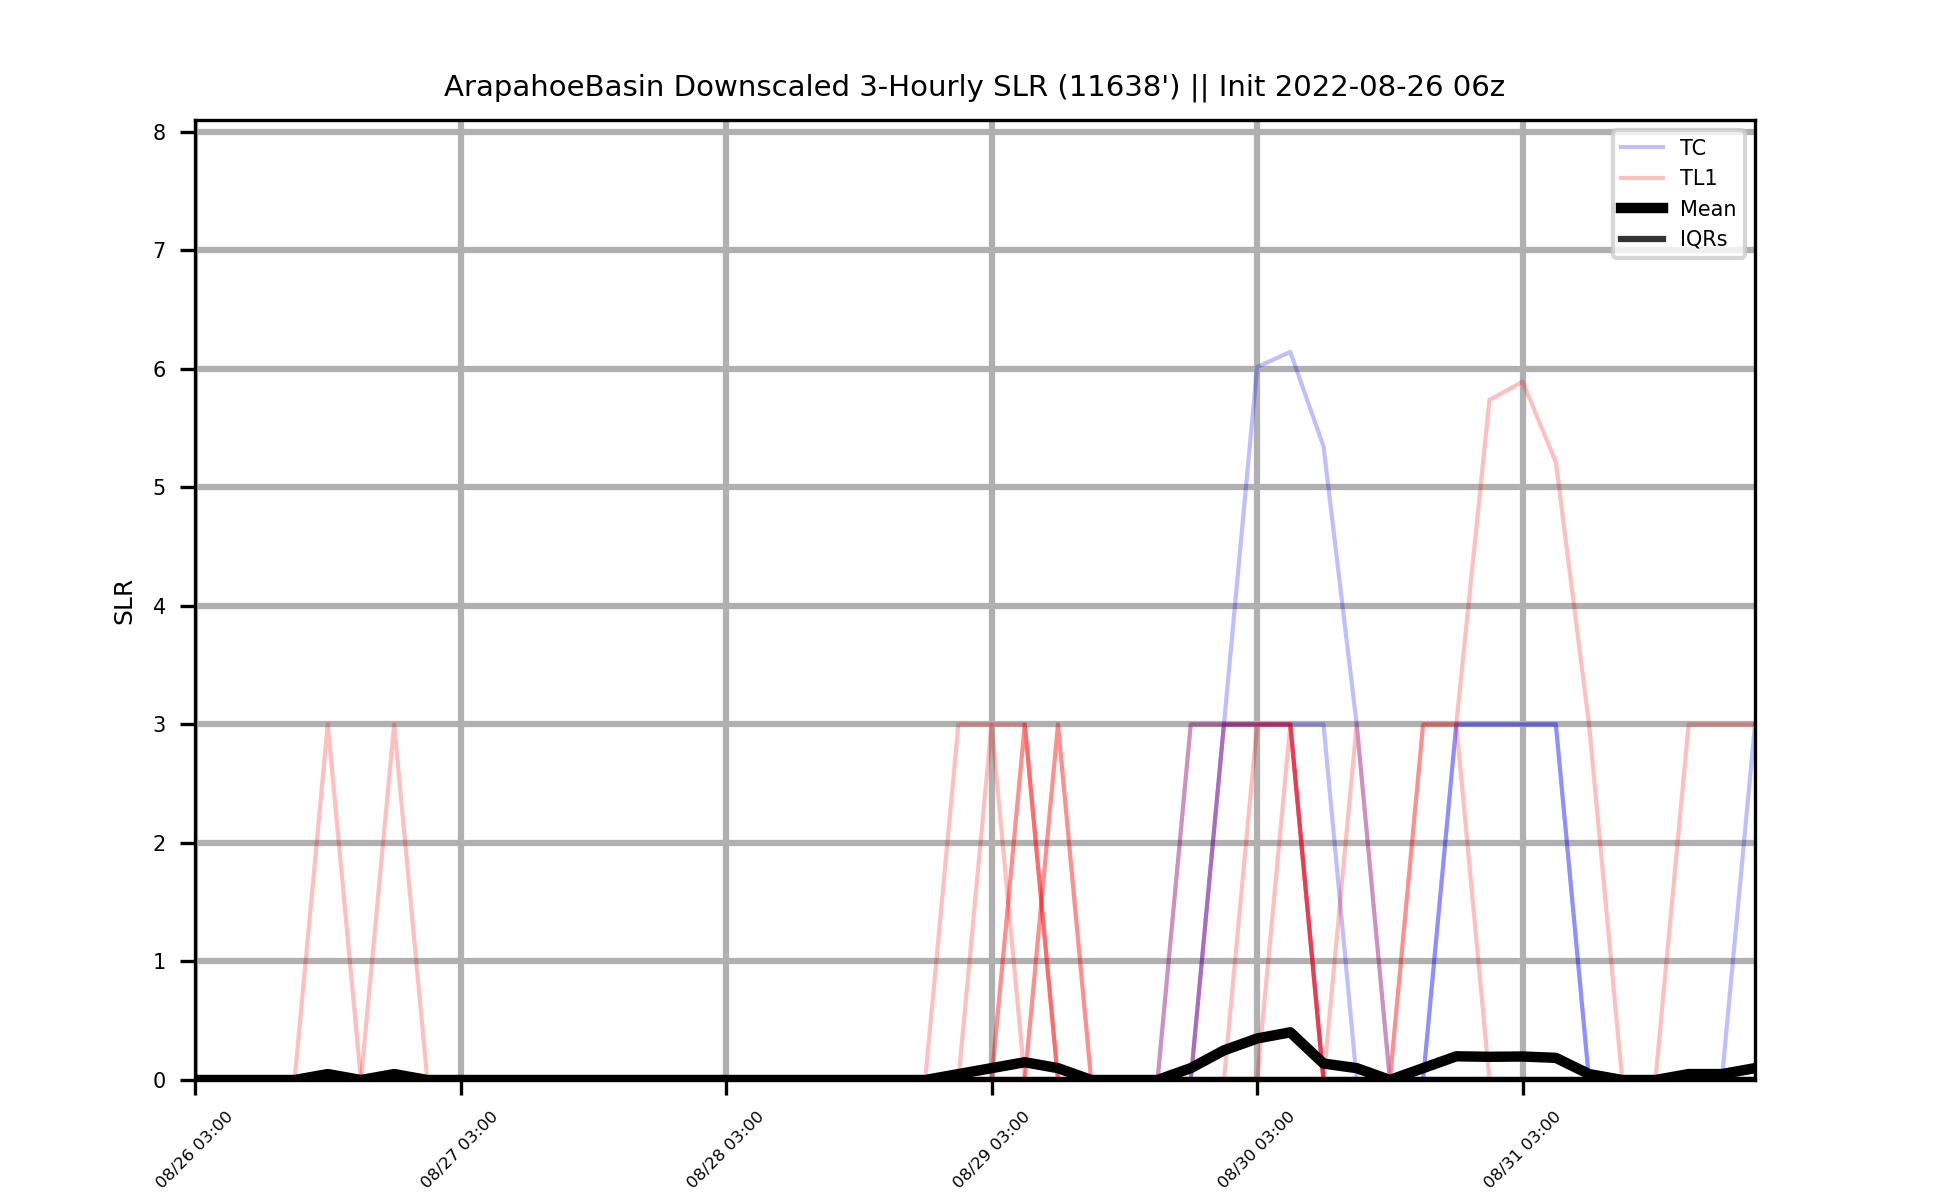 ArapahoeBasin Downscaled 3-Hourly SLR (11638') || Init 2022-08-26 06z
8
7
6
5
4
3
2
1
0
SLR
TC
TL1
Mean
IQRs
08/26 03:00
08/27 03:00
08/28 03:00
08/29 03:00
08/30 03:00
08/31 03:00